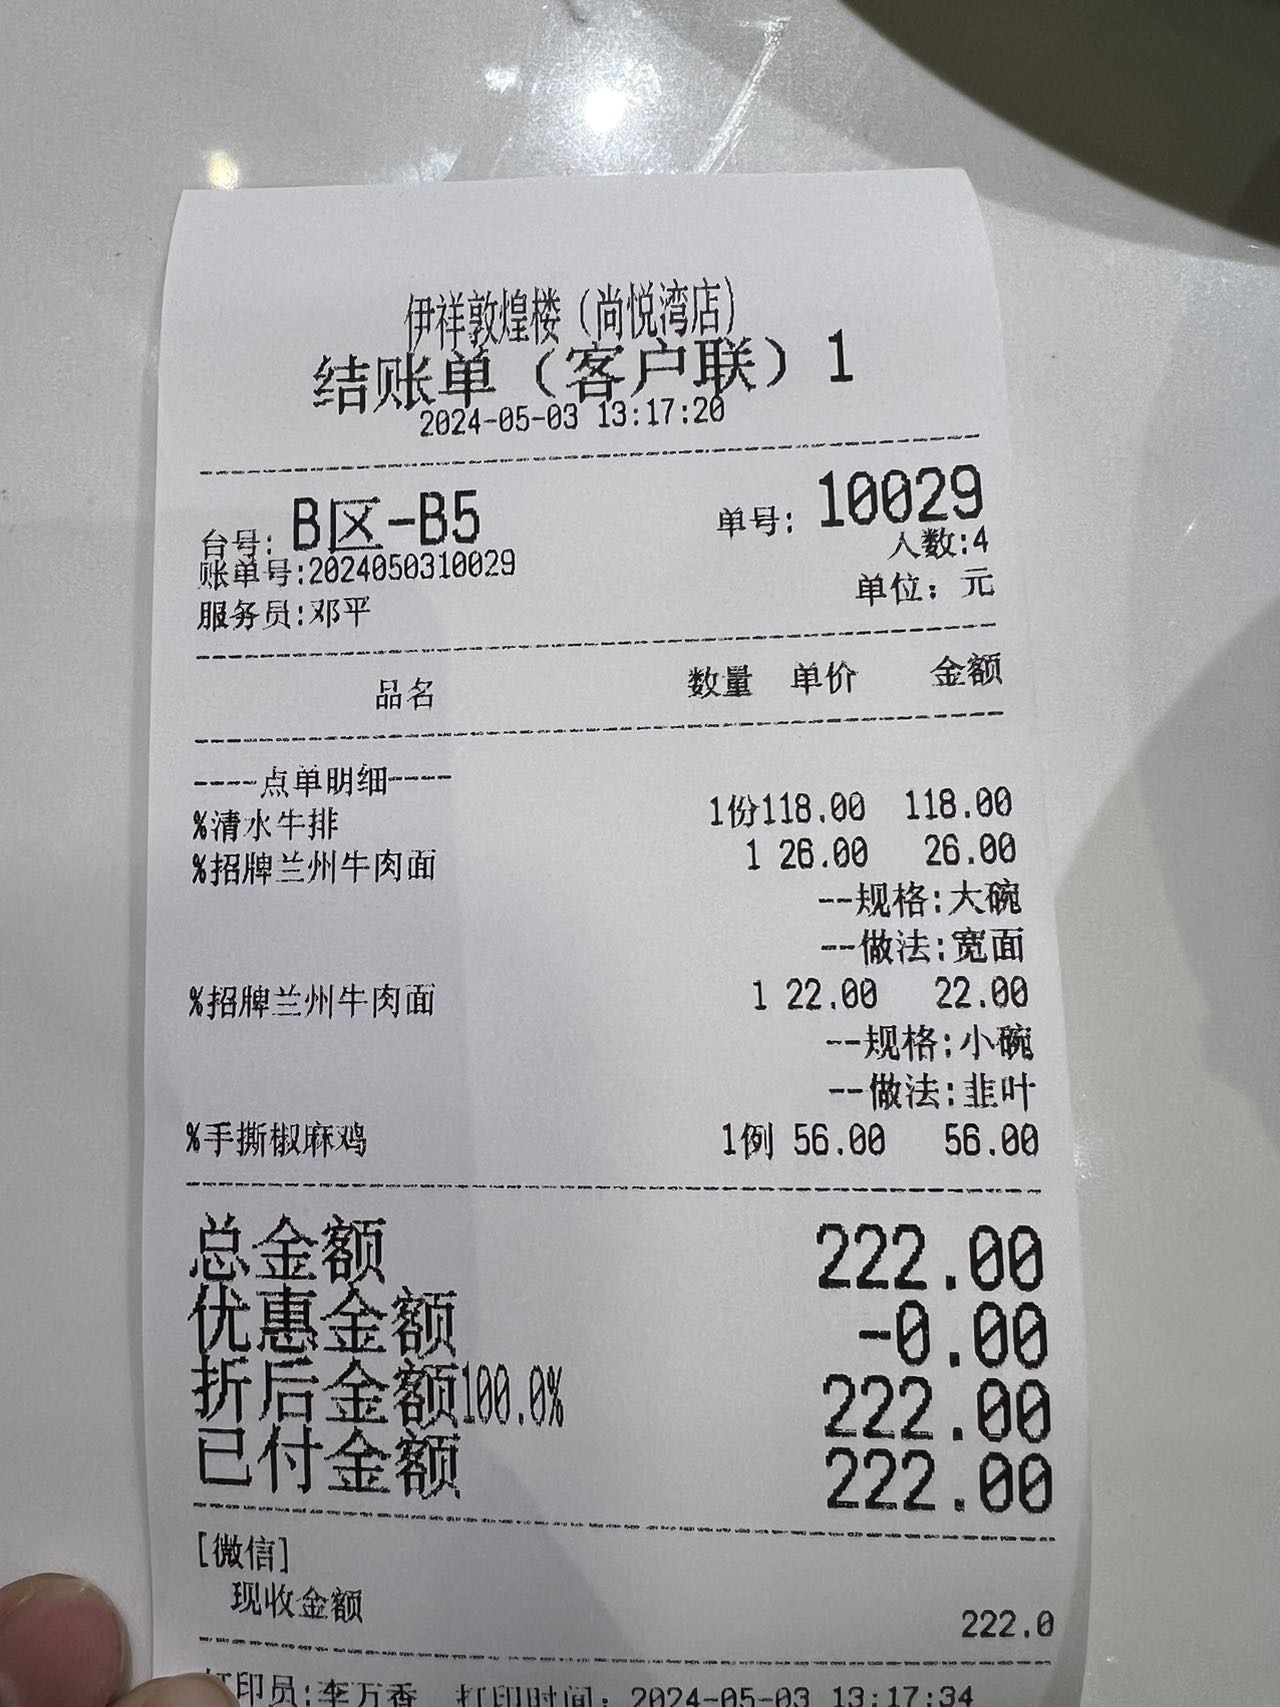 伊祥敦煌楼（尚悦湾店）
结账单（客户联）1
2024-05-03 13:17:20
台号: B区-B5 单号: 10029
人数:4
账单号:2024050310029
单位: 元
服务员:邓平
品名 数量 单价 金额
----点单明细----
%清水牛排 1份118.00 118.00
%招牌兰州牛肉面 1 26.00 26.00
--规格:大碗
--做法:宽面
%招牌兰州牛肉面 1 22.00 22.00
--规格:小碗
--做法:韭叶
%手撕椒麻鸡 1例 56.00 56.00
总金额 222.00
优惠金额 -0.00
折后金额100.0% 222.00
已付金额 222.00
[微信]
现收金额 222.0
打印员:李万香 打印时间: 2024-05-03 13:17:34